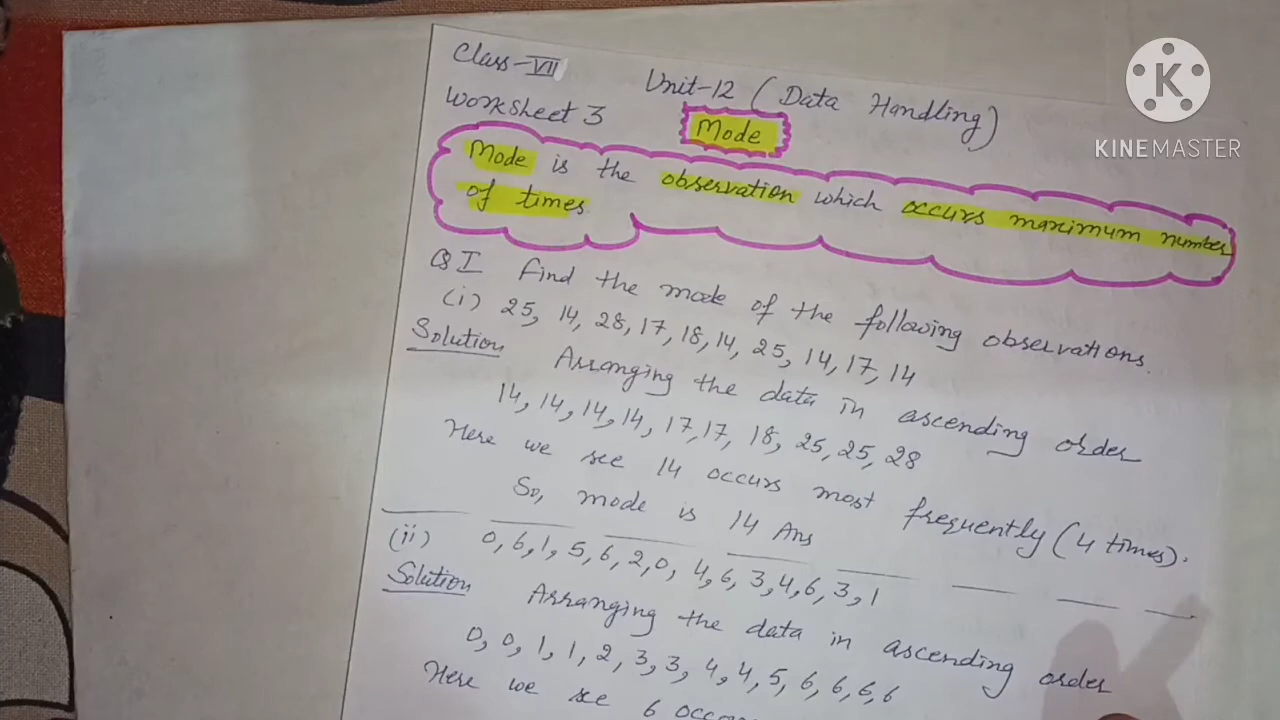 Class-VII Unit-12 (Data Handling)
Worksheet 3 Mode
Mode is the observation which occurs maximum number
of times.
Q I Find the mode of the following observations.
(i) 25, 14, 28, 17, 18, 14, 25, 14, 17, 14
Solution Arranging the data in ascending order
14, 14, 14, 14, 17, 17, 18, 25, 25, 28
Here we see 14 occurs most frequently (4 times).
So, mode is 14 Ans
(ii) 0, 6, 1, 5, 6, 2, 0, 4, 6, 3, 4, 6, 3, 1
Solution Arranging the data in ascending order
0, 0, 1, 1, 2, 3, 3, 4, 4, 5, 6, 6, 6, 6
Here we see 6
K
KINEMASTER